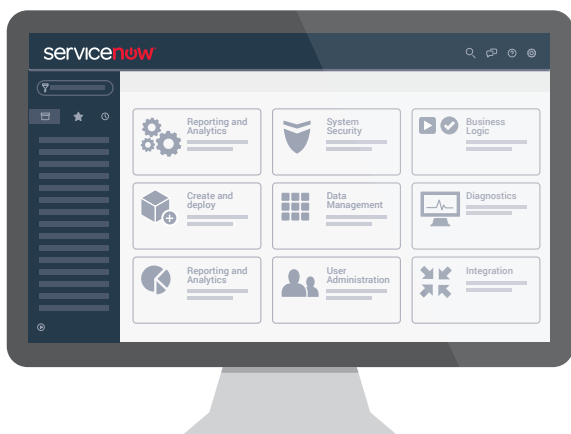 servicenow
Reporting and
Analytics
System
Security
Business
Logic
Create and
deploy
Data
Management
Diagnostics
Reporting and
Analytics
User
Administration
Integration